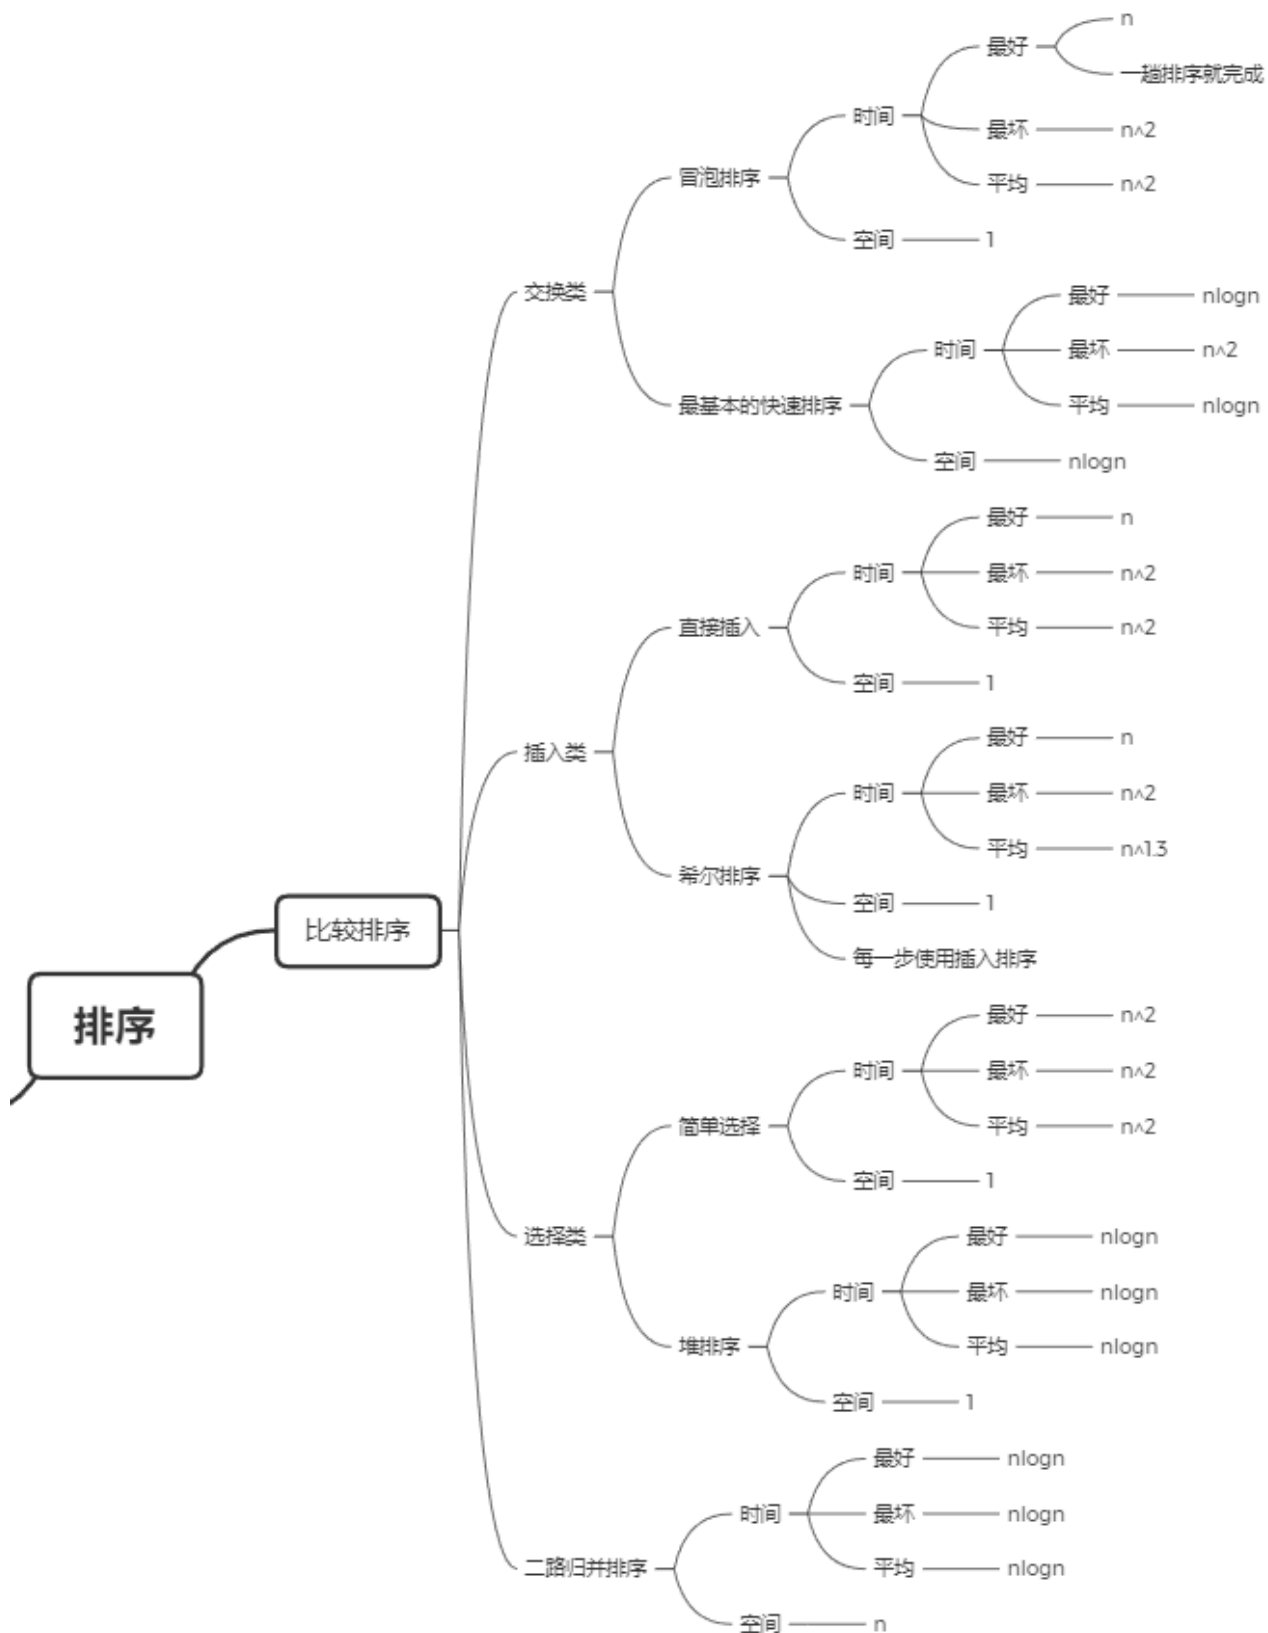 排序
比较排序
交换类
冒泡排序
时间
最好
n
一趟排序就完成
最坏
n^2
平均
n^2
空间
1
最基本的快速排序
时间
最好
nlogn
最坏
n^2
平均
nlogn
空间
nlogn
插入类
直接插入
时间
最好
n
最坏
n^2
平均
n^2
空间
1
希尔排序
时间
最好
n
最坏
n^2
平均
n^1.3
空间
1
每一步使用插入排序
选择类
简单选择
时间
最好
n^2
最坏
n^2
平均
n^2
空间
1
堆排序
时间
最好
nlogn
最坏
nlogn
平均
nlogn
空间
1
二路归并排序
时间
最好
nlogn
最坏
nlogn
平均
nlogn
空间
n